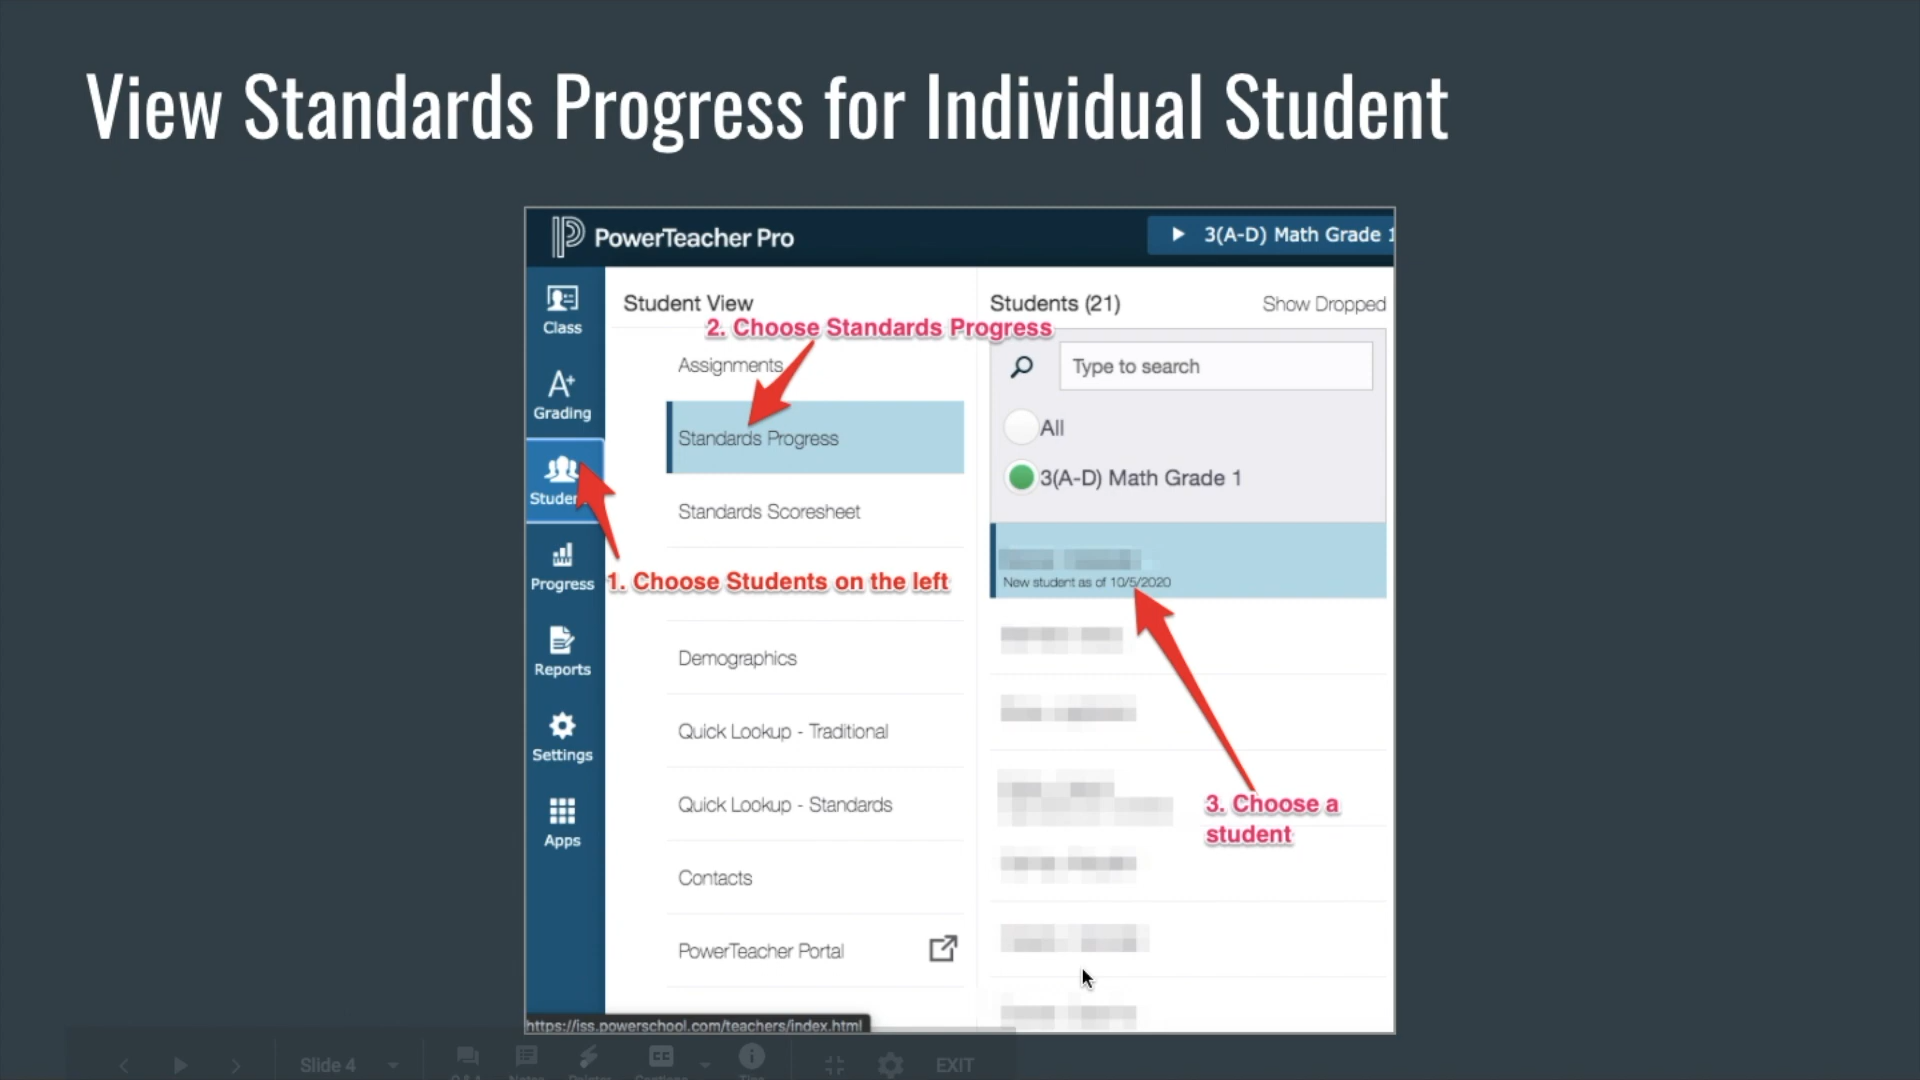 View Standards Progress for Individual Student
PowerTeacher Pro
3(A-D) Math Grade 1
Class
Grading
Progress
Reports
Settings
Apps
Student View
2. Choose Standards Progress
Assignments
Standards Progress
Standards Scoresheet
1. Choose Students on the left
Demographics
Quick Lookup - Traditional
Quick Lookup - Standards
Contacts
PowerTeacher Portal
Students (21)
Show Dropped
Type to search
All
3(A-D) Math Grade 1
New student as of 10/5/2020
3. Choose a
student
https://iss.powerschool.com/teachers/index.html
Slide 4
CC
EXIT